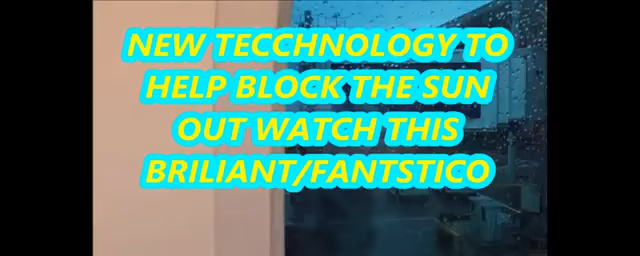 NEW TECCHNOLOGY TO
HELP BLOCK THE SUN
OUT WATCH THIS
BRILIANT/FANTSTICO